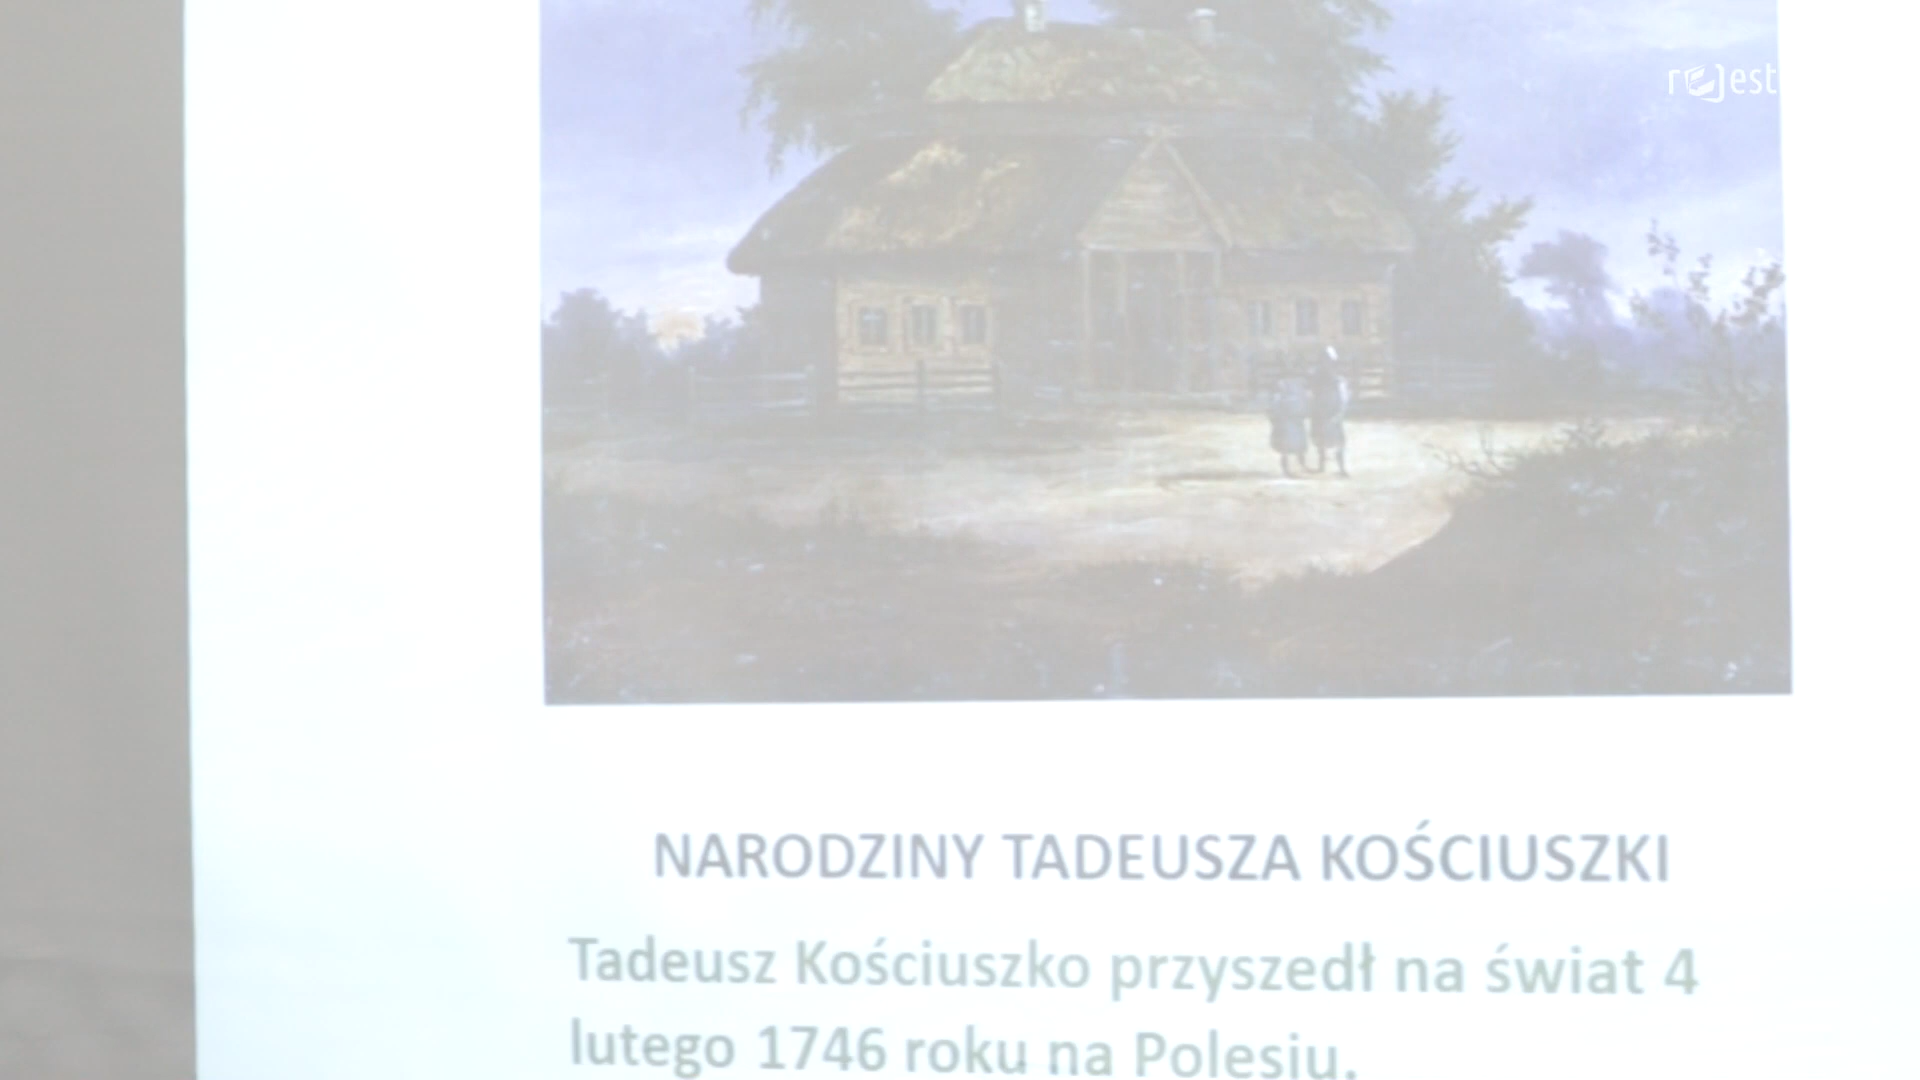 NARODZINY TADEUSZA KOŚCIUSZKI
Tadeusz Kościuszko przyszedł na świat 4
lutego 1746 roku na Polesiu.